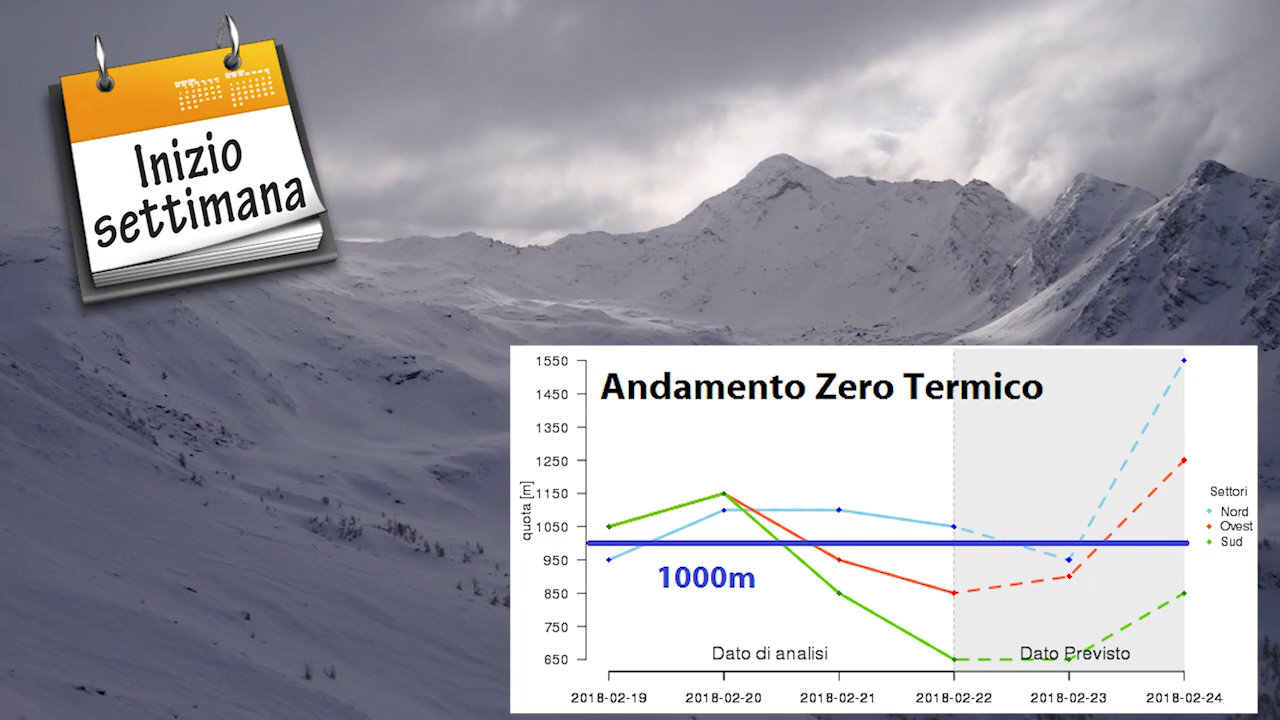 Inizio
settimana
Andamento Zero Termico
1550
1450
1350
1250
1150
1050
950
850
750
650
quota [m]
1000m
Dato di analisi
Dato Previsto
2018-02-19
2018-02-20
2018-02-21
2018-02-22
2018-02-23
2018-02-24
Settori
Nord
Ovest
Sud